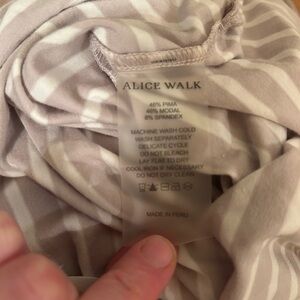 ALICE WALK
46% PIMA
46% MODAL
8% SPANDEX
MACHINE WASH COLD
WASH SEPARATELY
DELICATE CYCLE
DO NOT BLEACH
LAY FLAT TO DRY
COOL IRON IF NECESSARY
DO NOT DRY CLEAN
MADE IN PERU